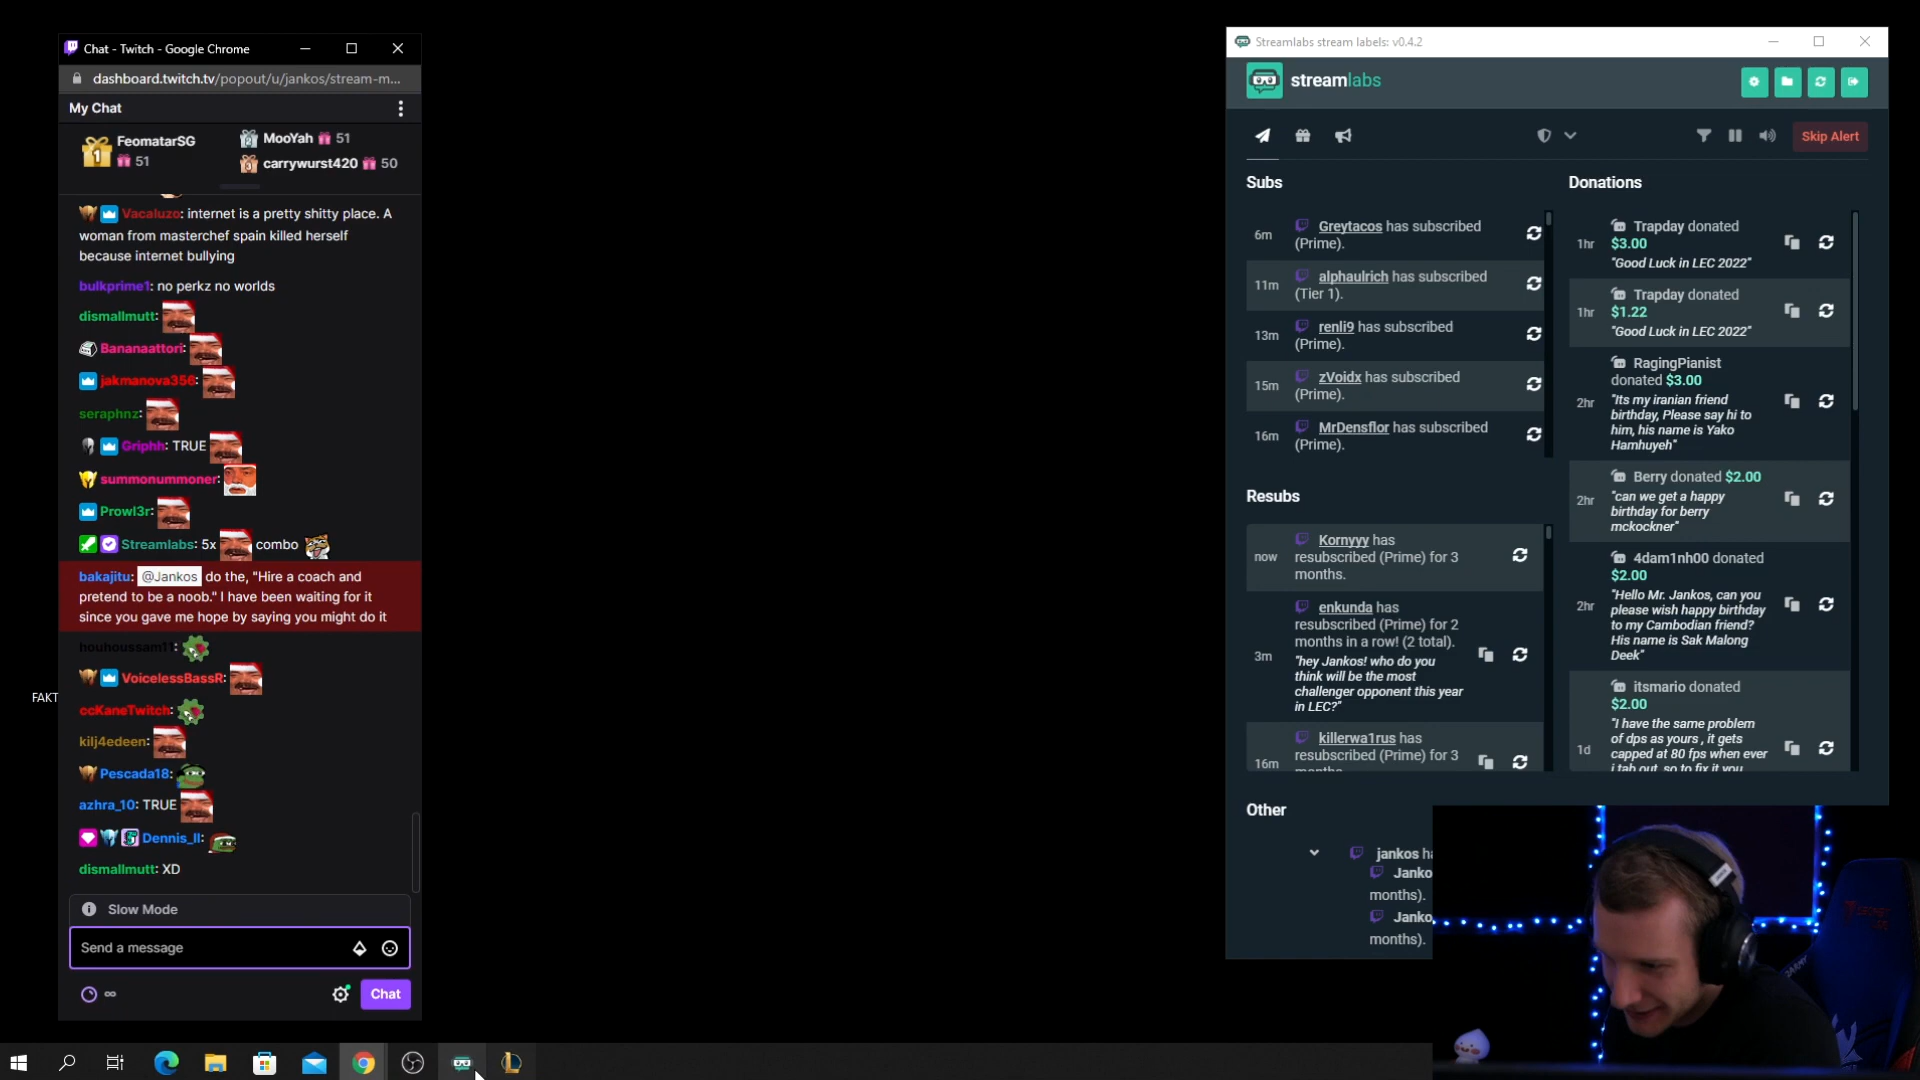 Chat - Twitch - Google Chrome
dashboard.twitch.tv/popout/u/jankos/stream-m...
My Chat
1 FeomatarSG
51
MooYah 51
carrywurst420 50
Vacaluzo: internet is a pretty shitty place. A
woman from masterchef spain killed herself
because internet bullying
bulkprime1: no perkz no worlds
dismallmutt:
Bananaattori:
jakmanova356:
seraphnz:
Griphh: TRUE
summonummoner:
Prowl3r:
Streamlabs: 5x combo
bakajitu: @Jankos do the, "Hire a coach and
pretend to be a noob." I have been waiting for it
since you gave me hope by saying you might do it
houhoussam11:
VoicelessBassR:
ccKaneTwitch:
kilj4edeen:
Pescada18:
azhra_10: TRUE
Dennis_ll:
dismallmutt: XD
Slow Mode
Send a message
Chat
FAKT
Streamlabs stream labels: v0.4.2
streamlabs
Skip Alert
Subs
6m Greytacos has subscribed
(Prime).
11m alphaulrich has subscribed
(Tier 1).
13m renli9 has subscribed
(Prime).
15m zVoidx has subscribed
(Prime).
16m MrDensflor has subscribed
(Prime).
Resubs
now Kornyyy has
resubscribed (Prime) for 3
months.
3m enkunda has
resubscribed (Prime) for 2
months in a row! (2 total).
"hey Jankos! who do you
think will be the most
challenger opponent this year
in LEC?"
16m killerwa1rus has
resubscribed (Prime) for 3
months
Other
jankos ha
Janko
months).
Janko
months).
Donations
1hr Trapday donated
$3.00
"Good Luck in LEC 2022"
1hr Trapday donated
$1.22
"Good Luck in LEC 2022"
2hr RagingPianist
donated $3.00
"Its my iranian friend
birthday, Please say hi to
him, his name is Yako
Hamhuyeh"
2hr Berry donated $2.00
"can we get a happy
birthday for berry
mckockner"
2hr 4dam1nh00 donated
$2.00
"Hello Mr. Jankos, can you
please wish happy birthday
to my Cambodian friend?
His name is Sak Malong
Deek"
1d itsmario donated
$2.00
"I have the same problem
of dps as yours , it gets
capped at 80 fps when ever
i tab out, so to fix it you